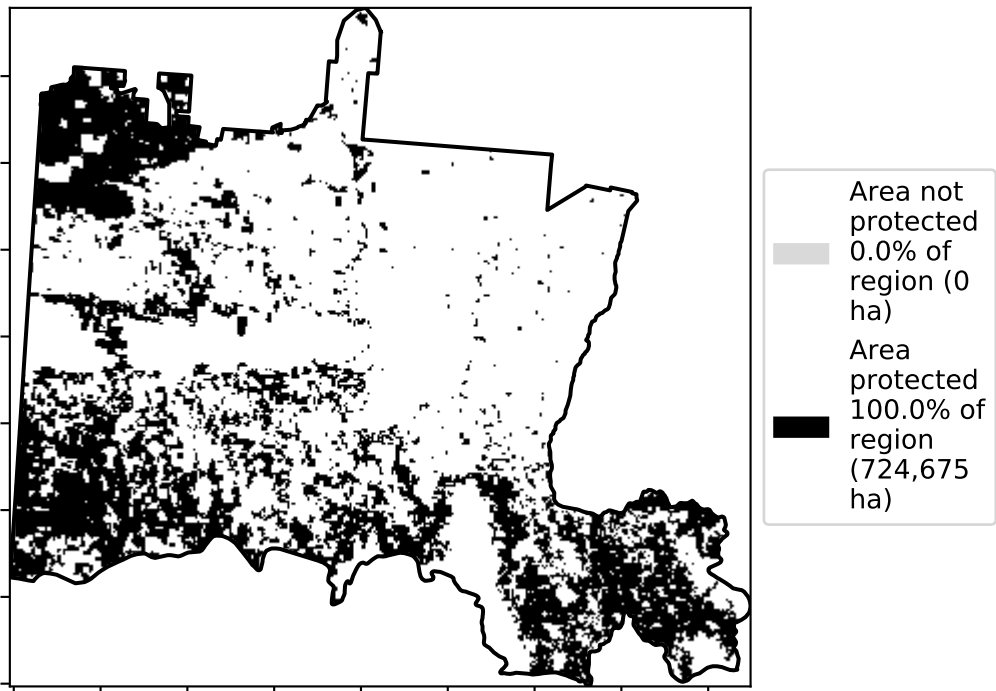 Area not
protected
0.0% of
region (0
ha)
Area
protected
100.0% of
region
(724,675
ha)